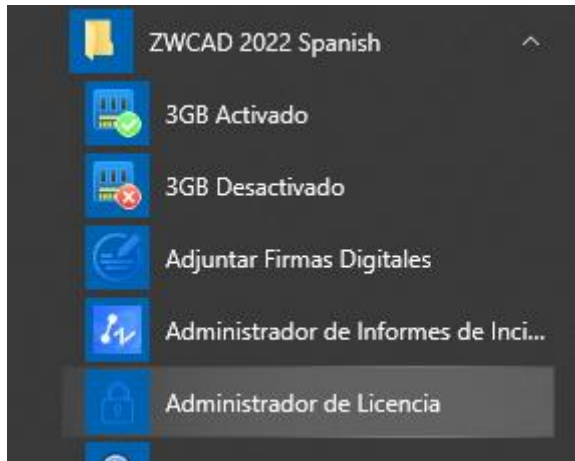 ZWCAD 2022 Spanish
3GB Activado
3GB Desactivado
Adjuntar Firmas Digitales
Administrador de Informes de Inci...
Administrador de Licencia